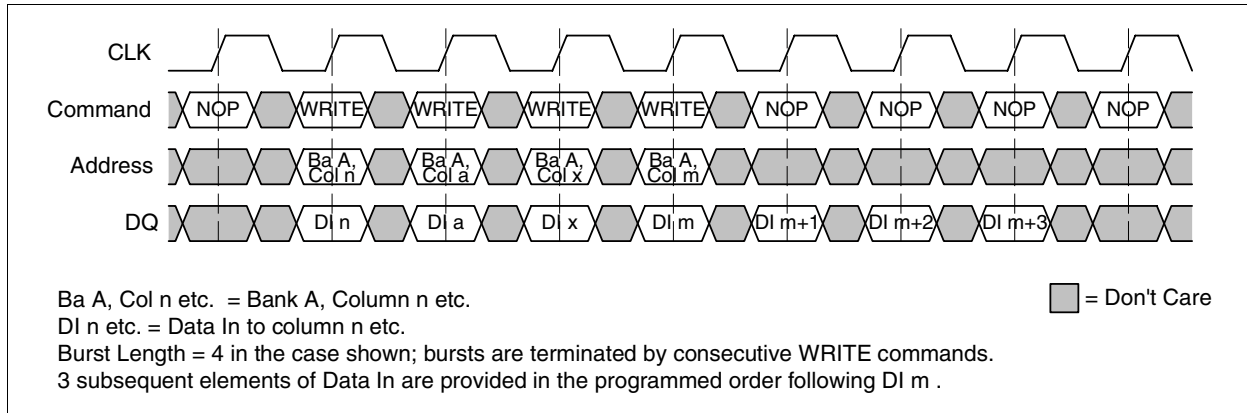 CLK
Command NOP WRITE WRITE WRITE WRITE NOP NOP NOP NOP
Address Ba A, Col n Ba A, Col a Ba A, Col x Ba A, Col m
DQ DI n DI a DI x DI m DI m+1 DI m+2 DI m+3
Ba A, Col n etc. = Bank A, Column n etc.
= Don't Care
DI n etc. = Data In to column n etc.
Burst Length = 4 in the case shown; bursts are terminated by consecutive WRITE commands.
3 subsequent elements of Data In are provided in the programmed order following DI m .